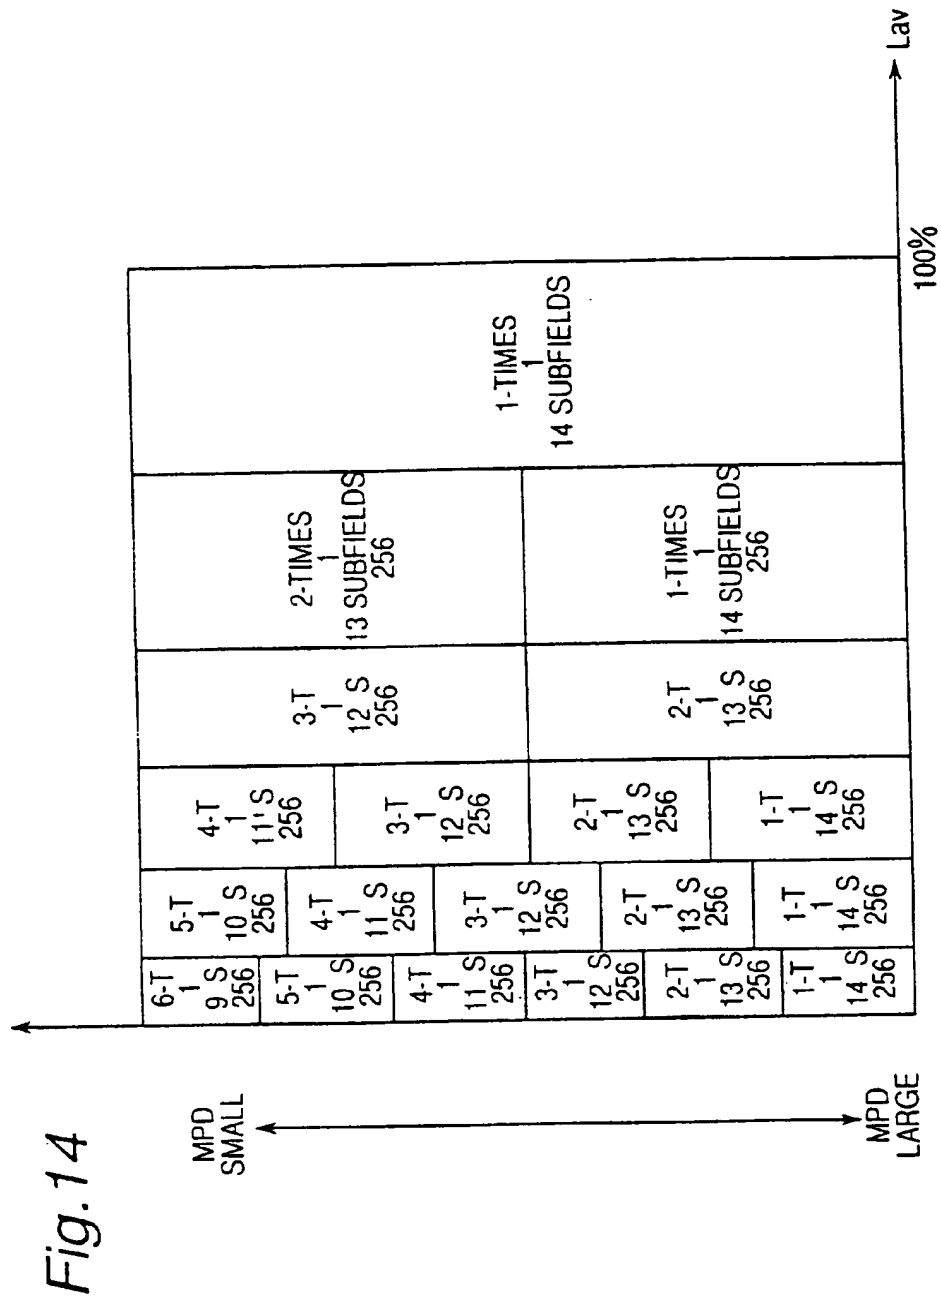 Fig.14
MPD
SMALL
MPD
LARGE
6-T
1
9 S
256
5-T
1
10 S
256
4-T
1
11 S
256
3-T
1
12 S
256
2-T
1
13 S
256
1-T
1
14 S
256
5-T
1
10 S
256
4-T
1
11 S
256
3-T
1
12 S
256
2-T
1
13 S
256
1-T
1
14 S
256
4-T
1
11' S
256
3-T
1
12 S
256
2-T
1
13 S
256
1-T
1
14 S
256
3-T
1
12 S
256
2-T
1
13 S
256
2-TIMES
1
13 SUBFIELDS
256
1-TIMES
1
14 SUBFIELDS
256
1-TIMES
1
14 SUBFIELDS
100%
Lav